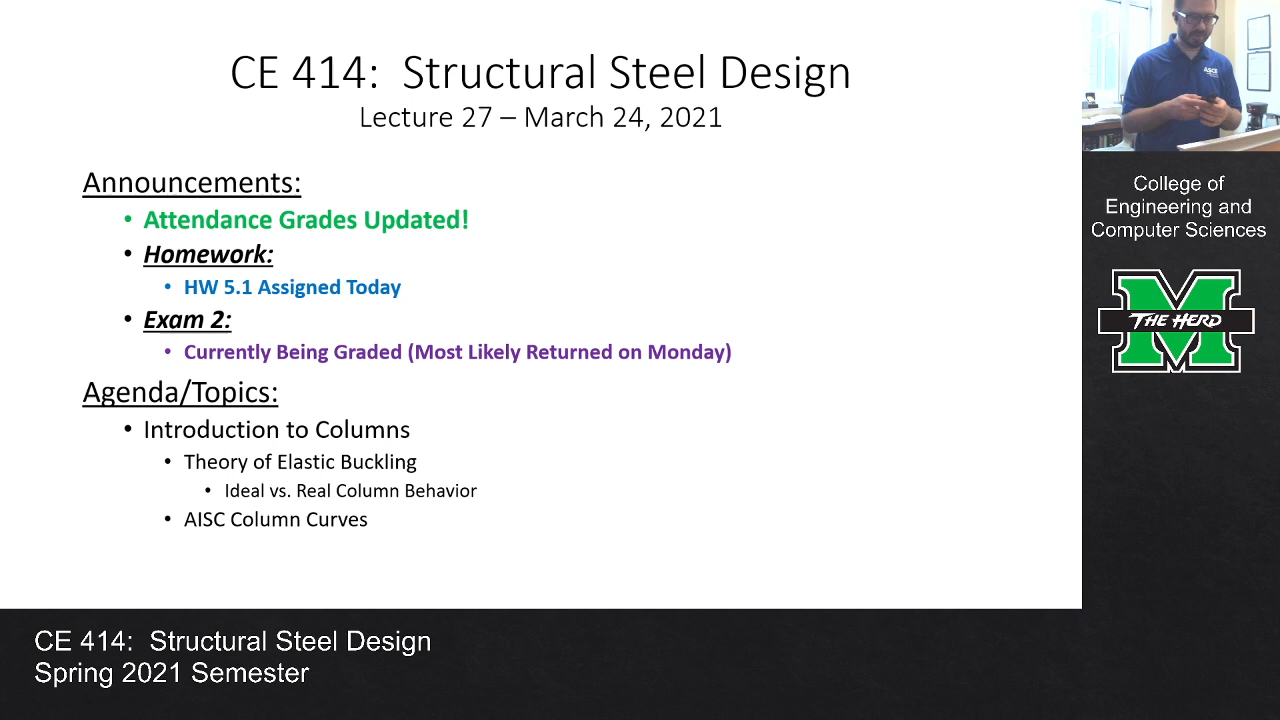 CE 414:  Structural Steel Design
Lecture 27 – March 24, 2021
Announcements:
• Attendance Grades Updated!
• Homework:
• HW 5.1 Assigned Today
• Exam 2:
• Currently Being Graded (Most Likely Returned on Monday)
Agenda/Topics:
• Introduction to Columns
• Theory of Elastic Buckling
• Ideal vs. Real Column Behavior
• AISC Column Curves
ASCE
College of
Engineering and
Computer Sciences
M
THE HERD
CE 414:  Structural Steel Design
Spring 2021 Semester